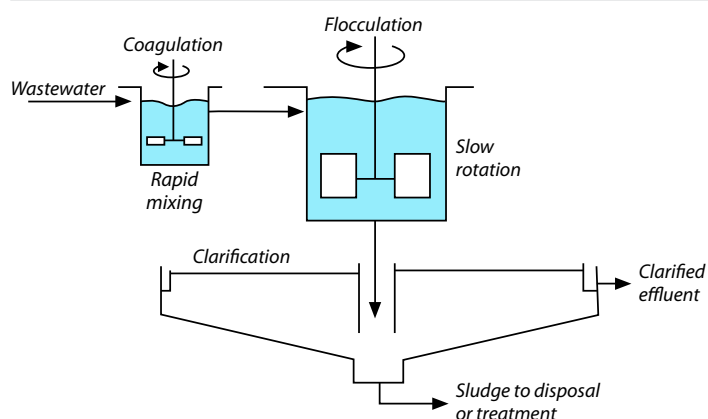 Flocculation
Coagulation
Wastewater
Rapid
mixing
Slow
rotation
Clarification
Clarified
effluent
Sludge to disposal
or treatment